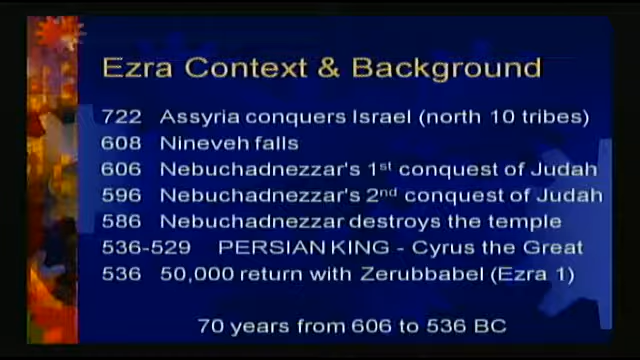 Ezra Context & Background
722 Assyria conquers Israel (north 10 tribes)
608 Nineveh falls
606 Nebuchadnezzar's 1st conquest of Judah
596 Nebuchadnezzar's 2nd conquest of Judah
586 Nebuchadnezzar destroys the temple
536-529 PERSIAN KING - Cyrus the Great
536 50,000 return with Zerubbabel (Ezra 1)
70 years from 606 to 536 BC